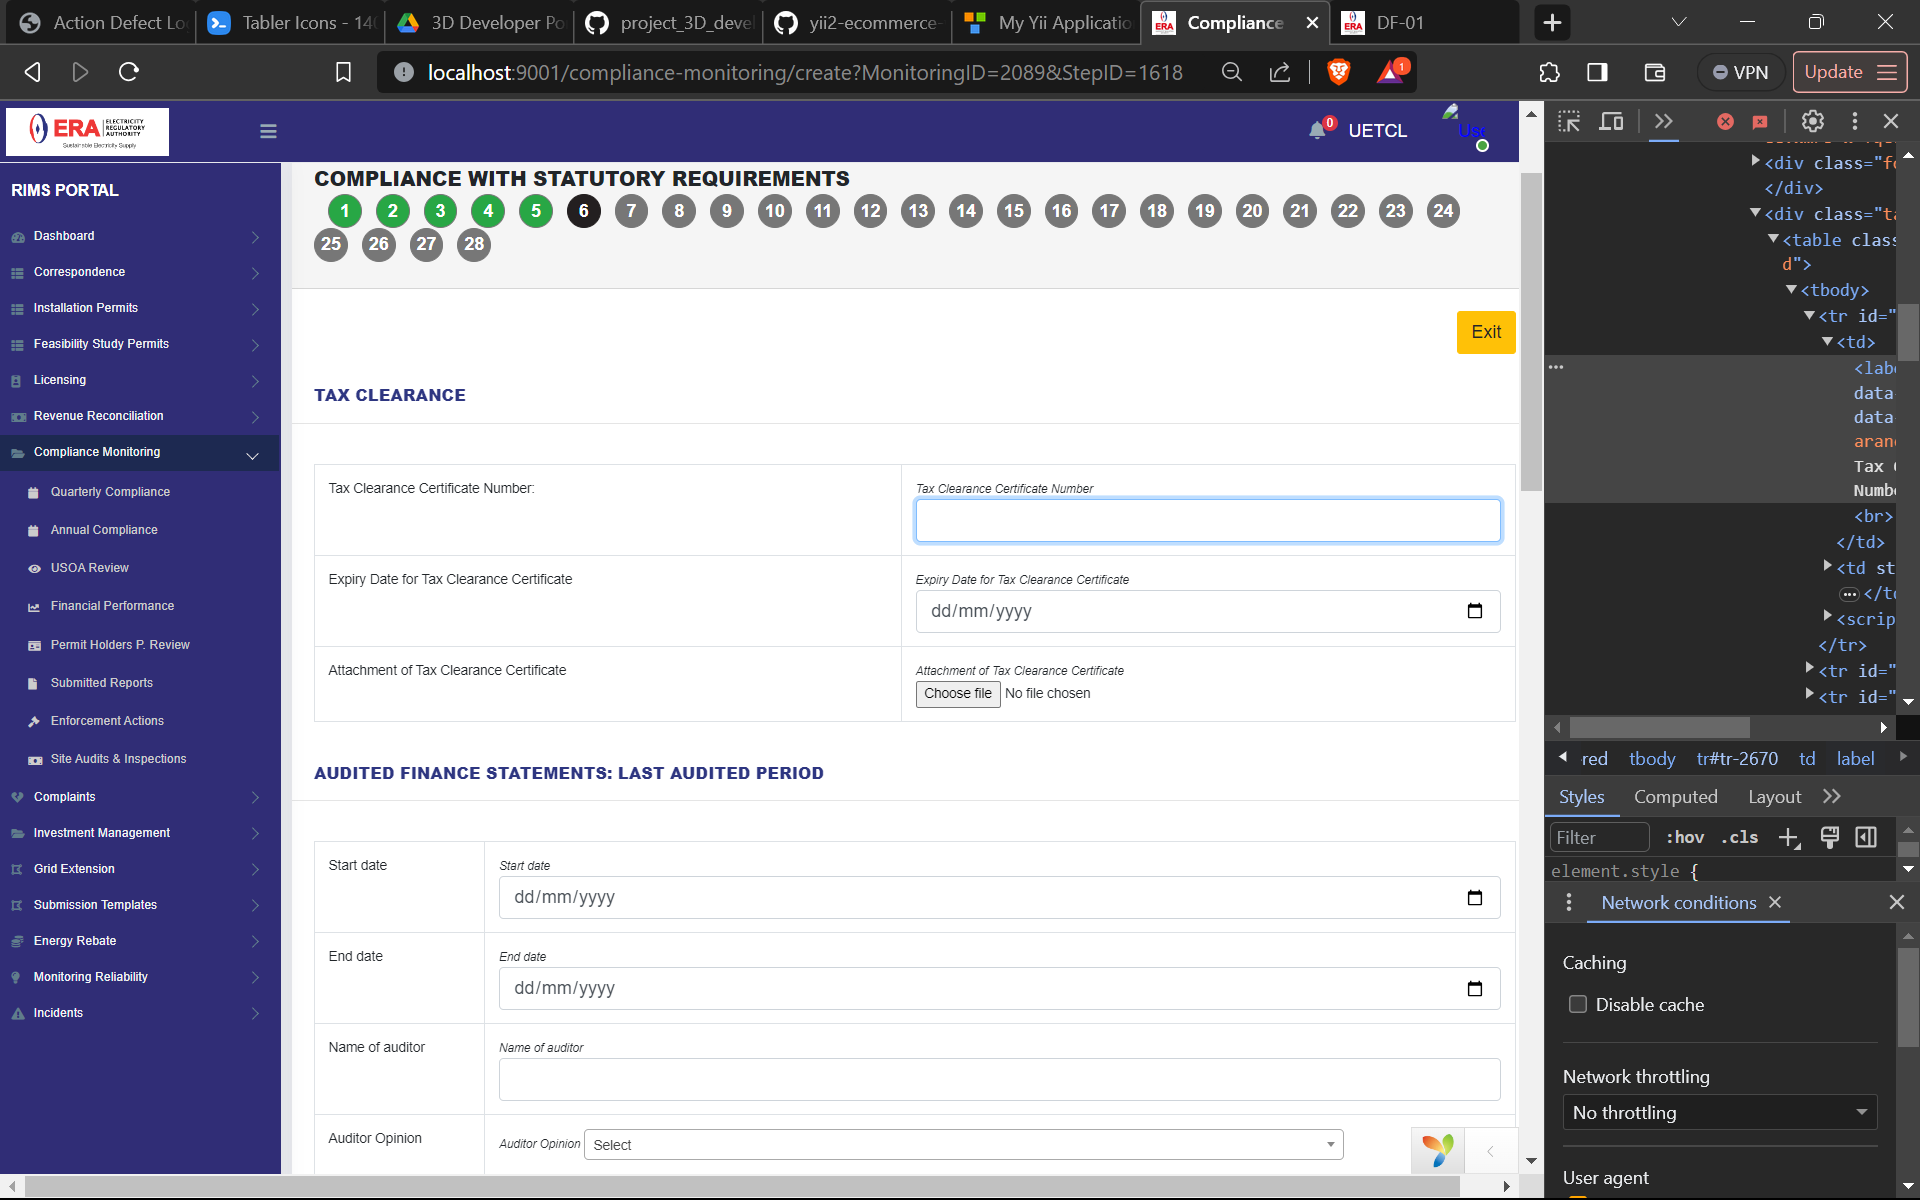 Action Defect Lo
Tabler Icons - 140
3D Developer Po
project_3D_devel
yii2-ecommerce-
My Yii Applicatio
Compliance
DF-01
localhost:9001/compliance-monitoring/create?MonitoringID=2089&StepID=1618
1
VPN
Update
ERA ELECTRICITY REGULATORY AUTHORITY
Sustainable Electricity Supply
0
UETCL
Use
RIMS PORTAL
Dashboard
Correspondence
Installation Permits
Feasibility Study Permits
Licensing
Revenue Reconciliation
Compliance Monitoring
Quarterly Compliance
Annual Compliance
USOA Review
Financial Performance
Permit Holders P. Review
Submitted Reports
Enforcement Actions
Site Audits & Inspections
Complaints
Investment Management
Grid Extension
Submission Templates
Energy Rebate
Monitoring Reliability
Incidents
COMPLIANCE WITH STATUTORY REQUIREMENTS
1 2 3 4 5 6 7 8 9 10 11 12 13 14 15 16 17 18 19 20 21 22 23 24
25 26 27 28
Exit
TAX CLEARANCE
Tax Clearance Certificate Number:
Tax Clearance Certificate Number
Expiry Date for Tax Clearance Certificate
Expiry Date for Tax Clearance Certificate
dd/mm/yyyy
Attachment of Tax Clearance Certificate
Attachment of Tax Clearance Certificate
Choose file No file chosen
AUDITED FINANCE STATEMENTS: LAST AUDITED PERIOD
Start date
Start date
dd/mm/yyyy
End date
End date
dd/mm/yyyy
Name of auditor
Name of auditor
Auditor Opinion
Auditor Opinion Select
<div class="fo
</div>
<div class="ta
<table clas
d">
<tbody>
<tr id="
<td>
<labe
data-
data-
aran
Tax
Numbe
<br>
</td>
<td st
</td
<scrip
</tr>
<tr id="
<tr id="
red tbody tr#tr-2670 td label
Styles Computed Layout
Filter :hov .cls
element.style {
Network conditions
Caching
Disable cache
Network throttling
No throttling
User agent